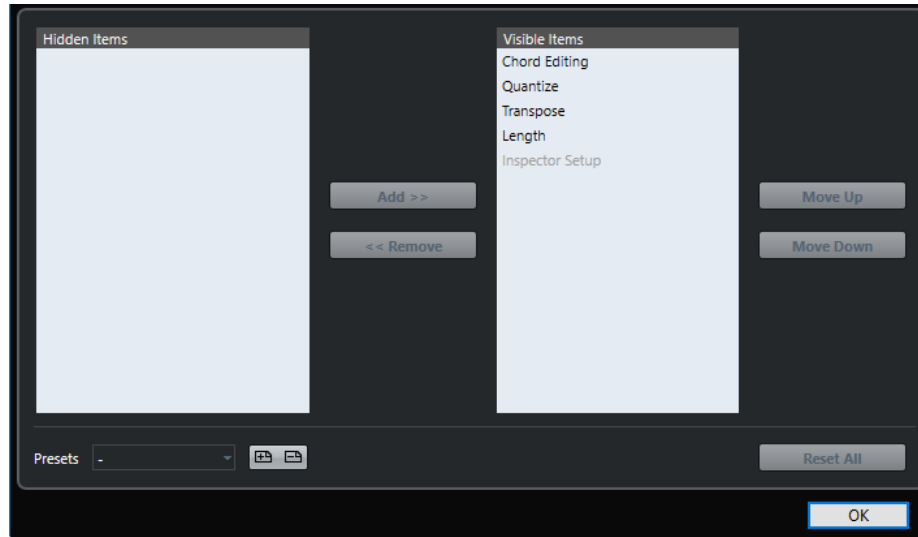 Hidden Items
Visible Items
Chord Editing
Quantize
Transpose
Length
Inspector Setup
Add >>
<< Remove
Move Up
Move Down
Presets
-
Reset All
OK